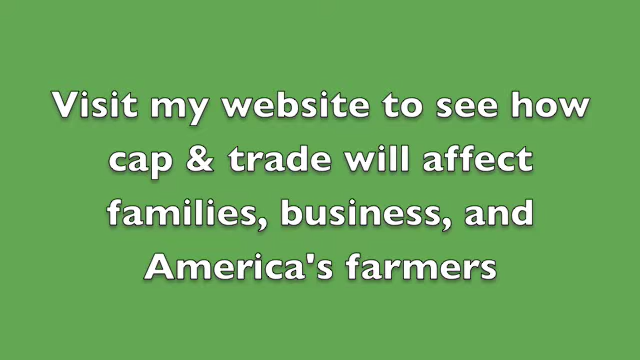 Visit my website to see how
cap & trade will affect
families, business, and
America's farmers